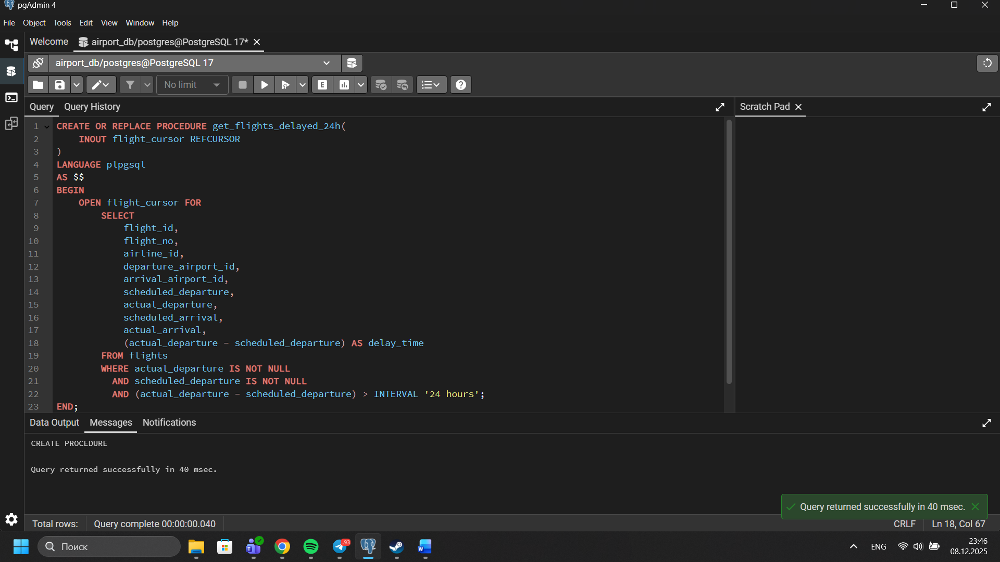 pgAdmin 4
File Object Tools Edit View Window Help
Welcome airport_db/postgres@PostgreSQL 17*
airport_db/postgres@PostgreSQL 17
No limit
Query Query History
Scratch Pad
1 CREATE OR REPLACE PROCEDURE get_flights_delayed_24h(
2 INOUT flight_cursor REFCURSOR
3 )
4 LANGUAGE plpgsql
5 AS $$
6 BEGIN
7 OPEN flight_cursor FOR
8 SELECT
9 flight_id,
10 flight_no,
11 airline_id,
12 departure_airport_id,
13 arrival_airport_id,
14 scheduled_departure,
15 actual_departure,
16 scheduled_arrival,
17 actual_arrival,
18 (actual_departure - scheduled_departure) AS delay_time
19 FROM flights
20 WHERE actual_departure IS NOT NULL
21 AND scheduled_departure IS NOT NULL
22 AND (actual_departure - scheduled_departure) > INTERVAL '24 hours';
23 END;
Data Output Messages Notifications
CREATE PROCEDURE
Query returned successfully in 40 msec.
Query returned successfully in 40 msec.
Total rows: Query complete 00:00:00.040
CRLF Ln 18, Col 67
Поиск
..93
ENG
23:46
08.12.2025